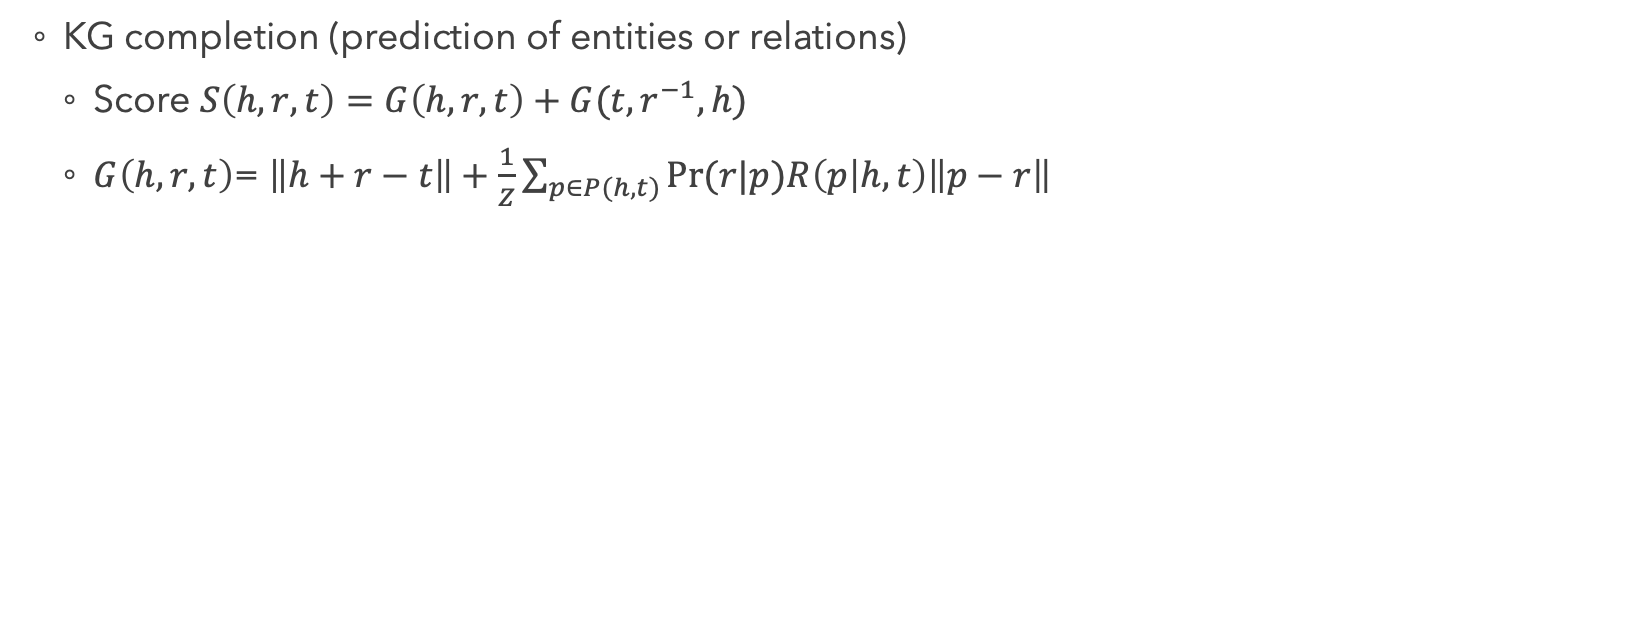 ◦ KG completion (prediction of entities or relations)
◦ Score S(h, r, t) = G(h, r, t) + G(t, r⁻¹, h)
◦ G(h, r, t)= ‖h + r − t‖ + 1/Z ∑p∈P(h,t) Pr(r|p)R(p|h, t)‖p − r‖